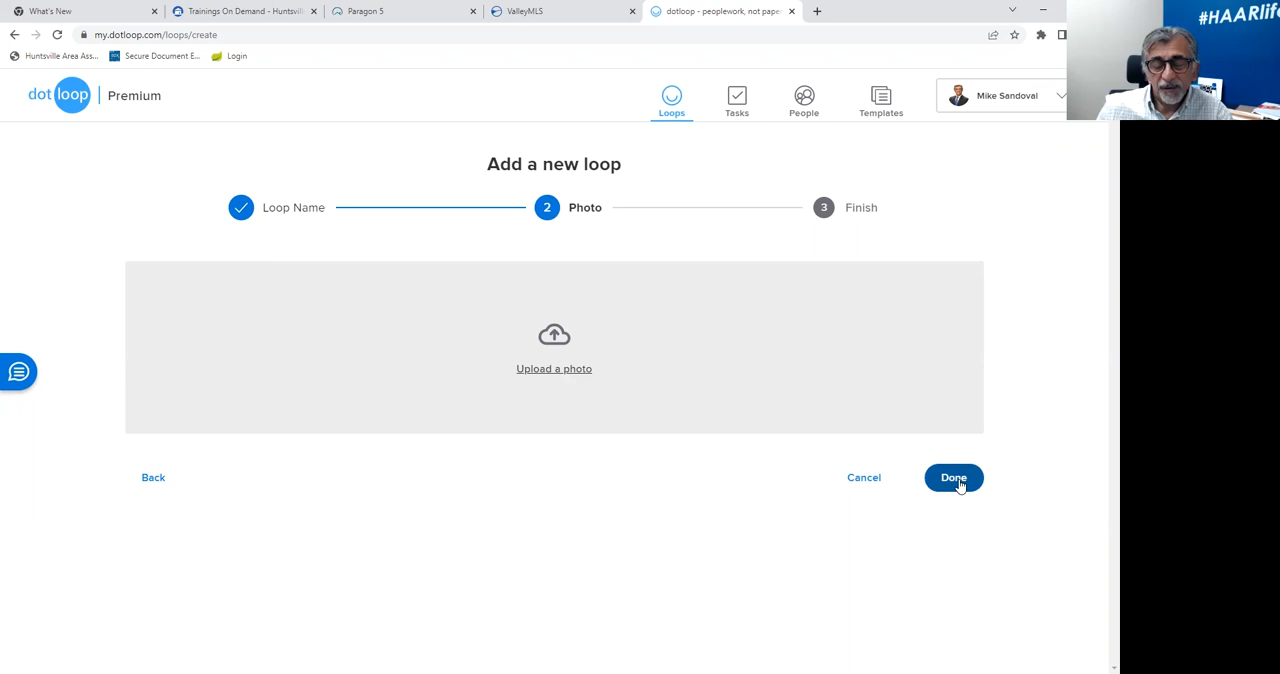 What's New
Trainings On Demand - Huntsvill
Paragon 5
ValleyMLS
dotloop - peoplework, not pape
my.dotloop.com/loops/create
Huntsville Area Ass...
Secure Document E...
Login
dot loop Premium
Loops
Tasks
People
Templates
Mike Sandoval
#HAARlife
Add a new loop
Loop Name
2 Photo
3 Finish
Upload a photo
Back
Cancel
Done